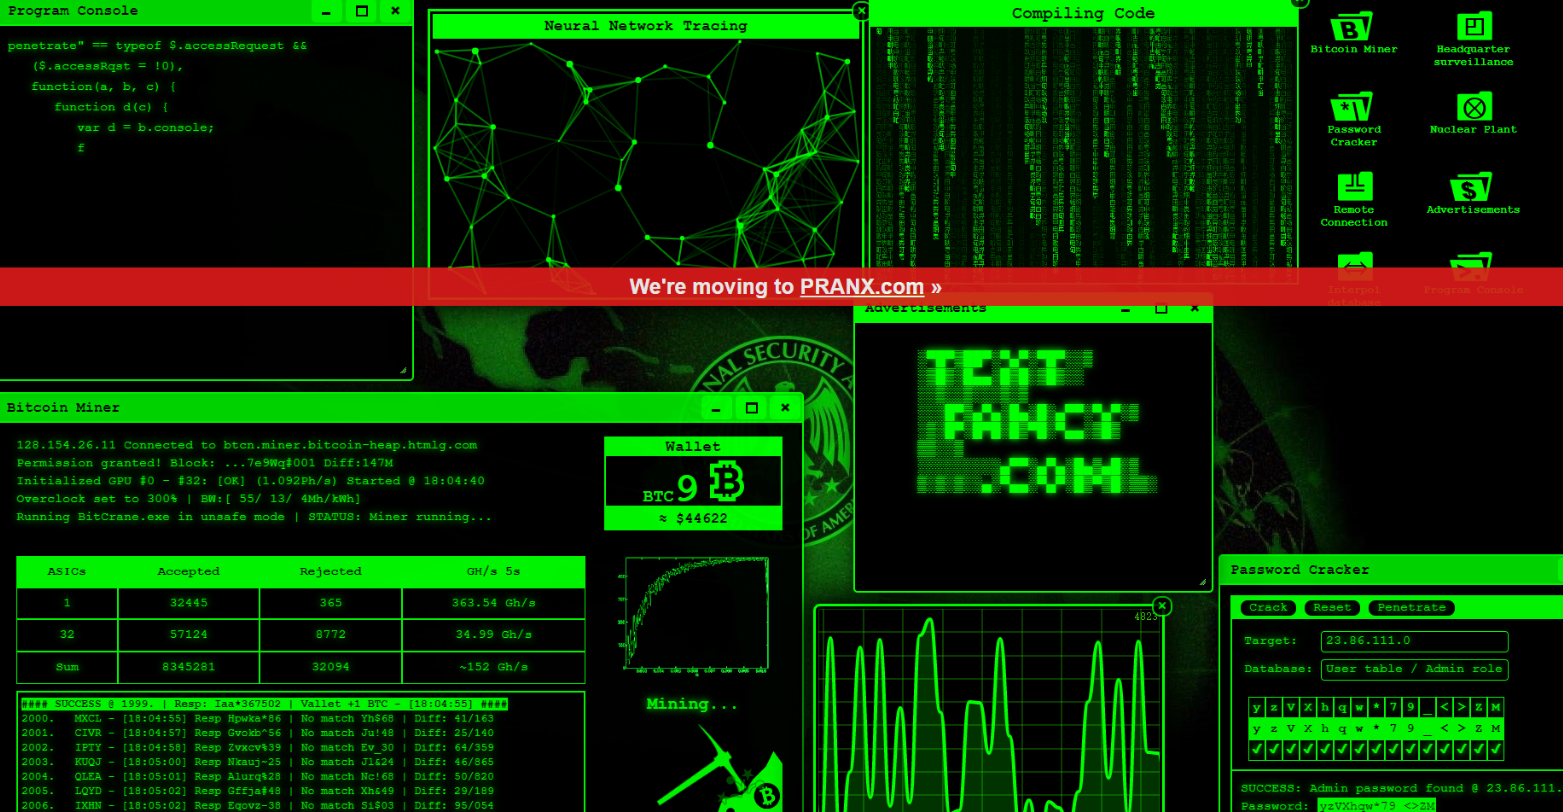 Program Console
penetrate" == typeof $.accessRequest &&
($.accessRqst = !0),
function(a, b, c) {
function d(c) {
var d = b.console;
f
Neural Network Tracing
Compiling Code
Bitcoin Miner
Headquarter
surveillance
Password
Cracker
Nuclear Plant
Remote
Connection
Advertisements
Interpol
database
Program Console
We're moving to PRANX.com »
Advertisements
TEXT
FANCY
.COM
NAL SECURITY A
OF AMER
Bitcoin Miner
128.154.26.11 Connected to btcn.miner.bitcoin-heap.htmlg.com
Permission granted! Block: ...7e9Wq#001 Diff:147M
Initialized GPU #0 - #32: [OK] (1.092Ph/s) Started @ 18:04:40
Overclock set to 300% | BW:[ 55/ 13/ 4Mh/kWh]
Running BitCrane.exe in unsafe mode | STATUS: Miner running...
Wallet
BTC 9
≈ $44622
ASICs Accepted Rejected GH/s 5s
1 32445 365 363.54 Gh/s
32 57124 8772 34.99 Gh/s
Sum 8345281 32094 ~152 Gh/s
#### SUCCESS @ 1999. | Resp: Iaa*367502 | Vallet +1 BTC - [18:04:55] ####
2000. MXCL - [18:04:55] Resp Hpwka*86 | No match Yh$68 | Diff: 41/163
2001. CIVR - [18:04:57] Resp Gvokb^56 | No match Ju!48 | Diff: 25/140
2002. IPTY - [18:04:58] Resp Zvxcv%39 | No match Ev_30 | Diff: 64/359
2003. KUQJ - [18:05:00] Resp Nkauj~25 | No match Jl&24 | Diff: 46/865
2004. QLEA - [18:05:01] Resp Alurq%28 | No match Nc!68 | Diff: 50/820
2005. LQYD - [18:05:02] Resp Gffja#48 | No match Xh&49 | Diff: 29/189
2006. IXHN - [18:05:02] Resp Eqovz-38 | No match Si$03 | Diff: 95/054
Mining...
4823
Password Cracker
Crack Reset Penetrate
Target: 23.86.111.0
Database: User table / Admin role
y z V X h q w * 7 9 _ < > Z M
y z V X h q w * 7 9 _ < > Z M
SUCCESS: Admin password found @ 23.86.111.
Password: yzVXhqw*79_<>ZM